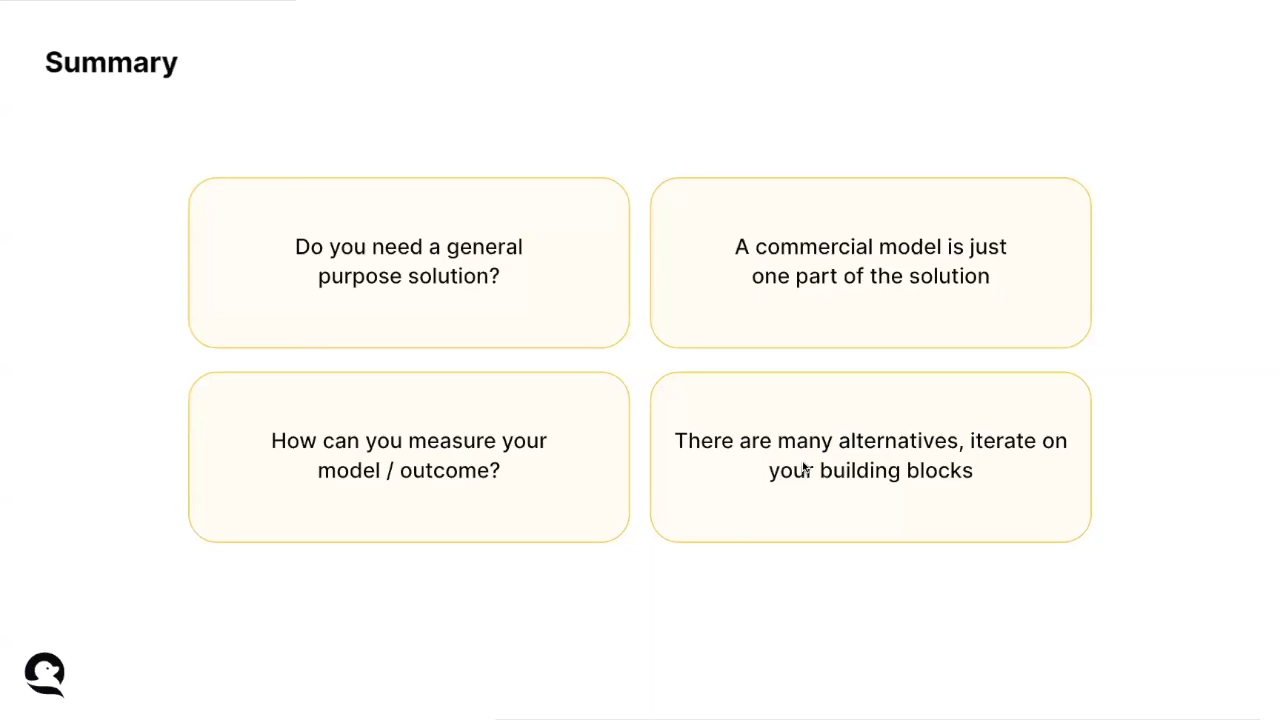 Summary
Do you need a general
purpose solution?
A commercial model is just
one part of the solution
How can you measure your
model / outcome?
There are many alternatives, iterate on
your building blocks